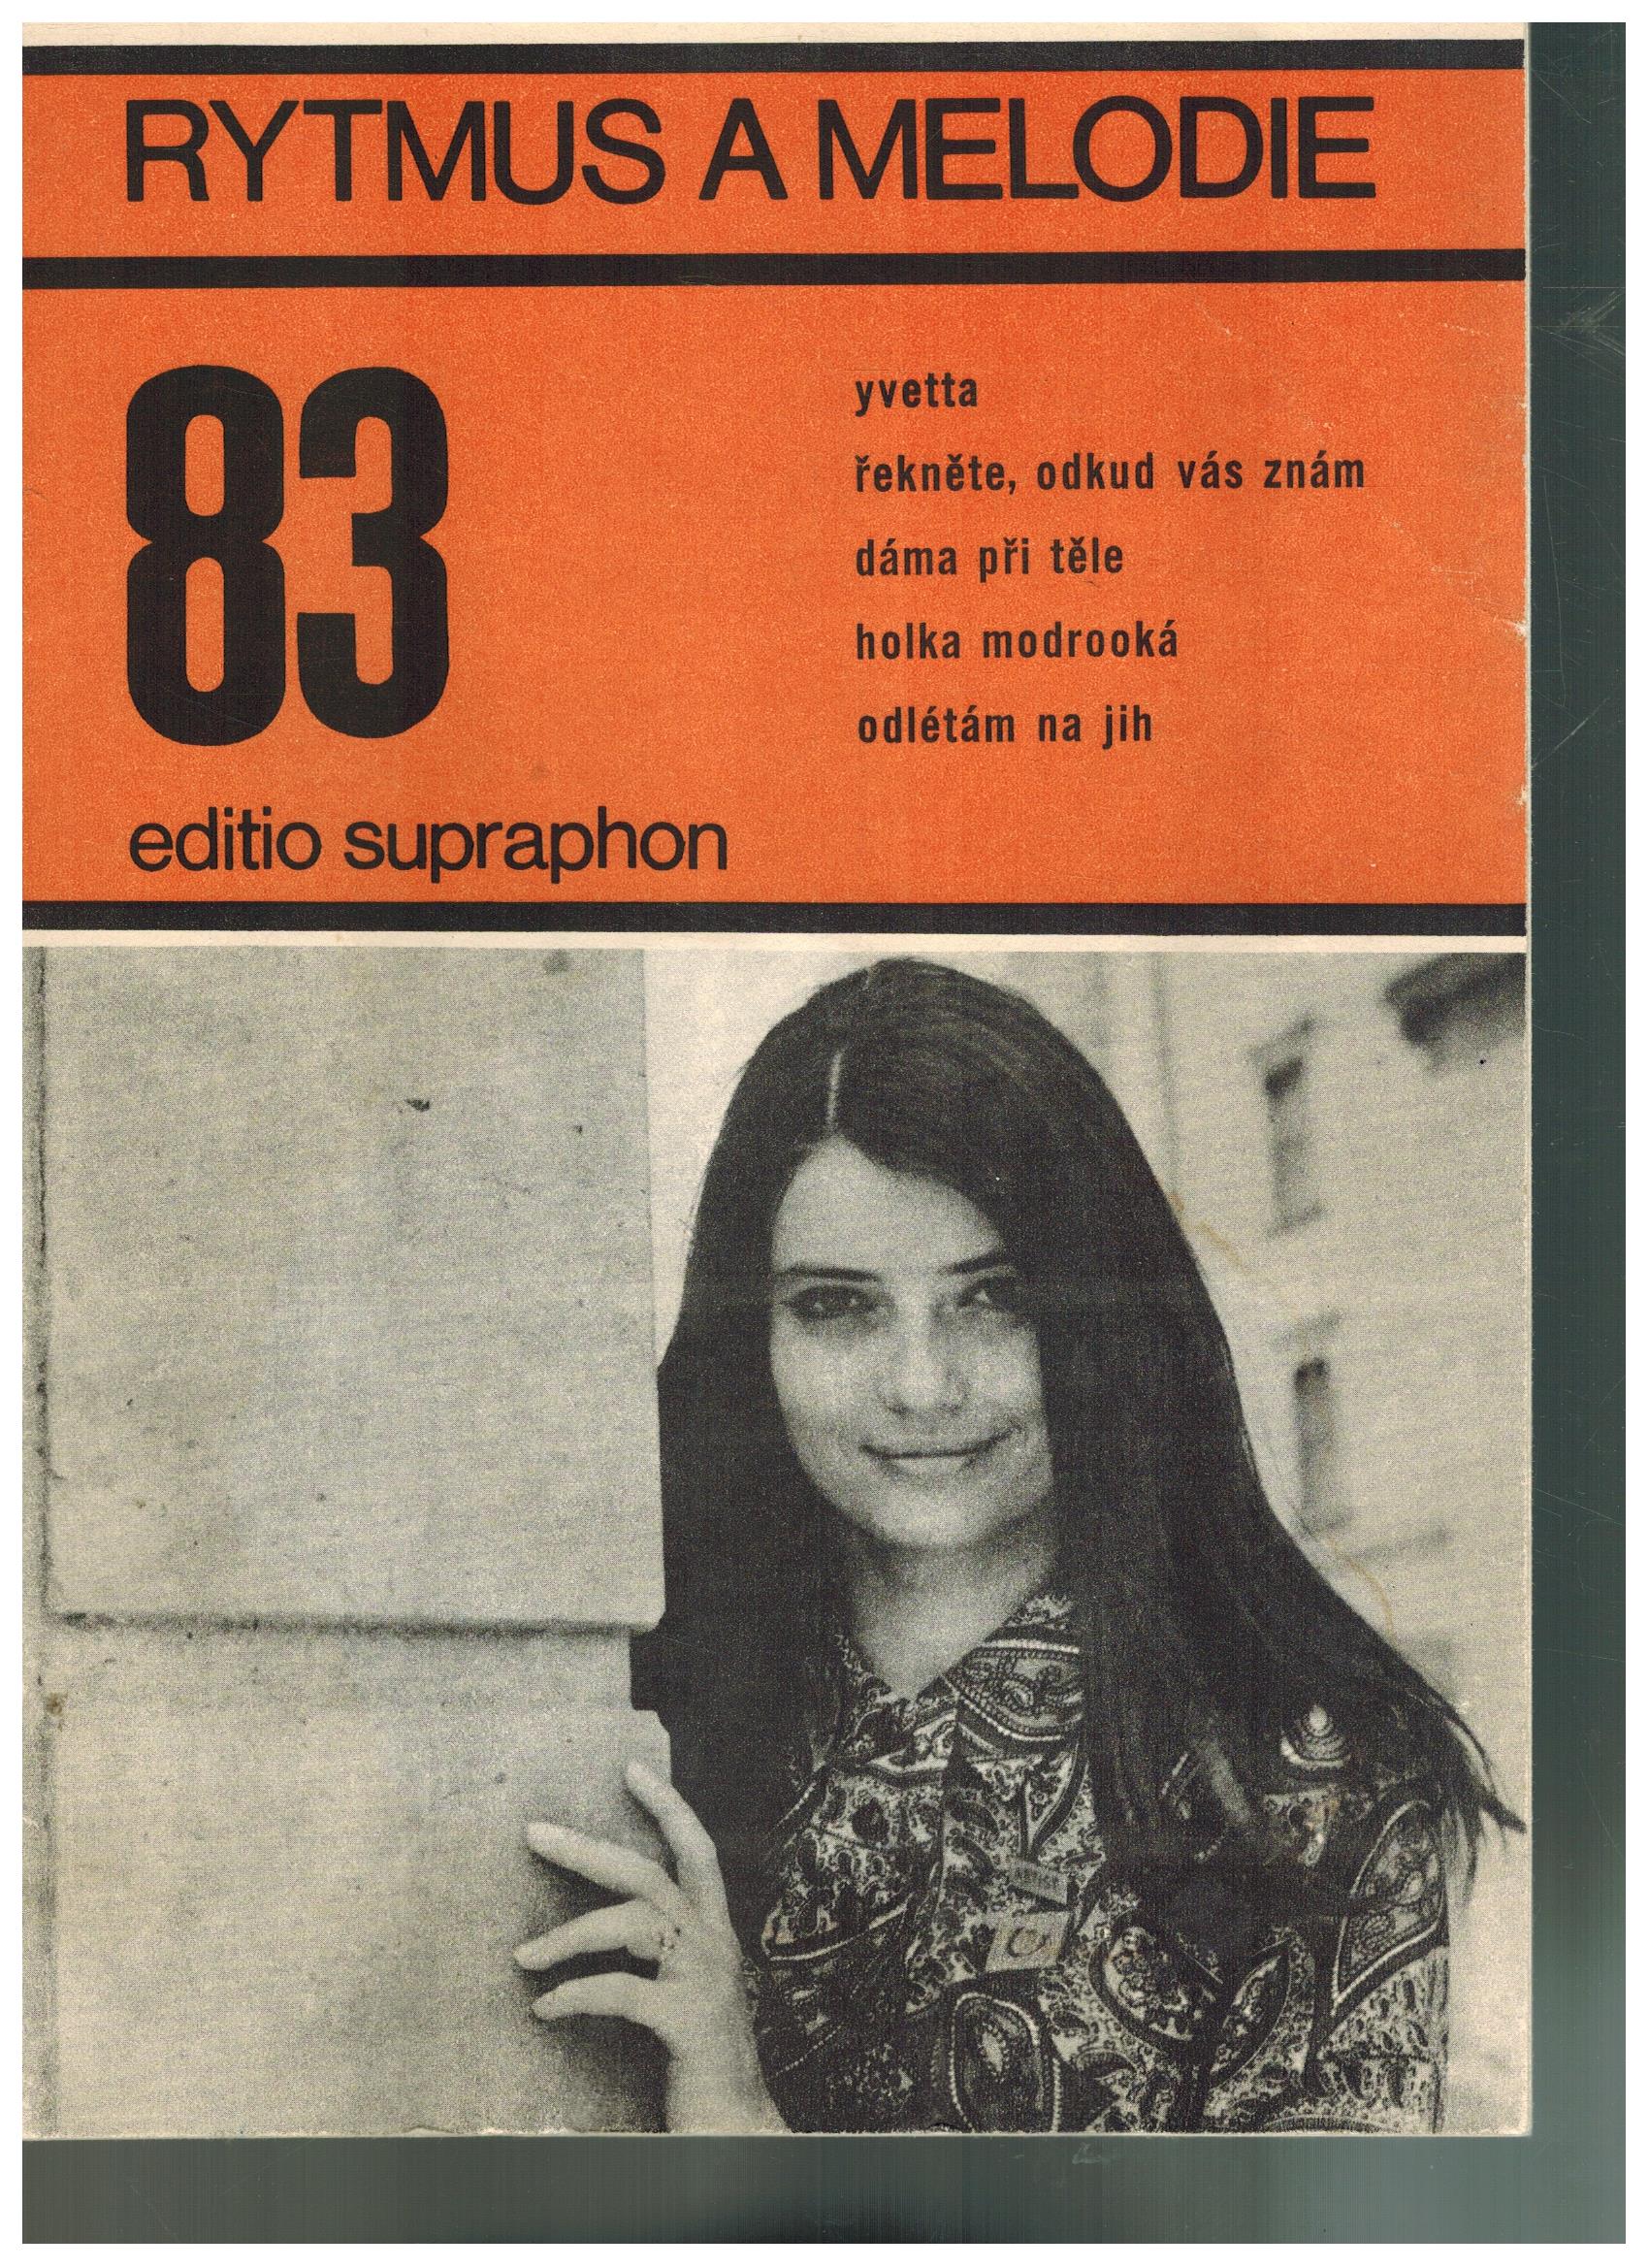 RYTMUS A MELODIE
83
yvetta
řekněte, odkud vás znám
dáma při těle
holka modrooká
odlétám na jih
editio supraphon